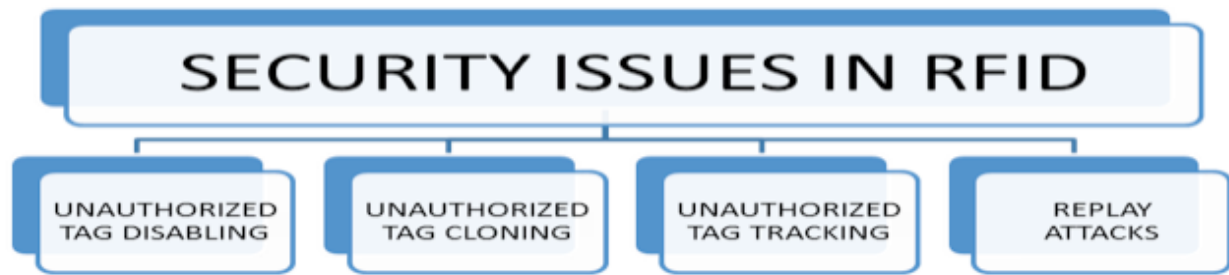 SECURITY ISSUES IN RFID
UNAUTHORIZED
TAG DISABLING
UNAUTHORIZED
TAG CLONING
UNAUTHORIZED
TAG TRACKING
REPLAY
ATTACKS